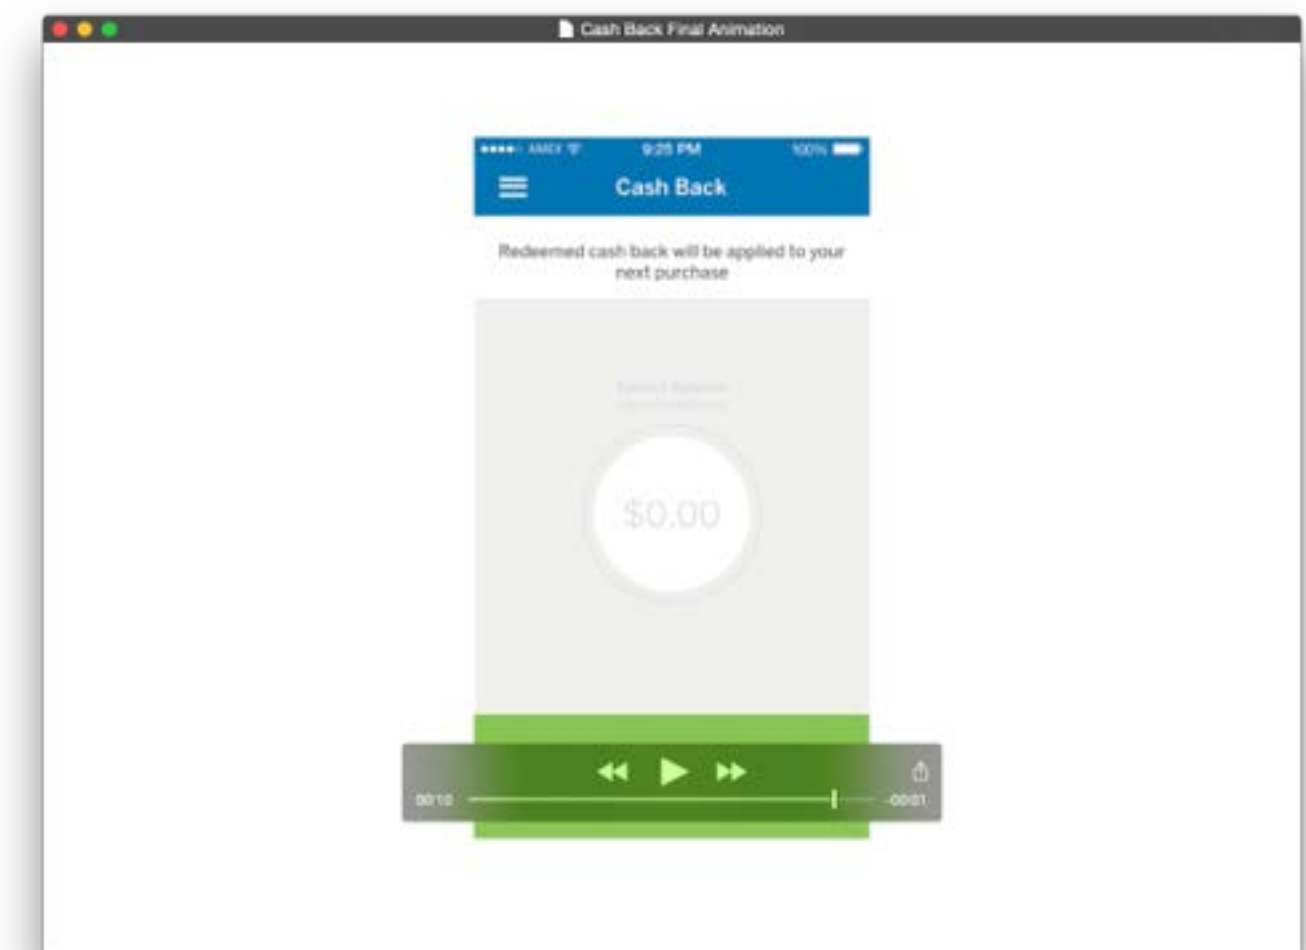 Cash Back Final Animation
9:25 PM
100%
Cash Back
Redeemed cash back will be applied to your
next purchase
$0.00
00:10
-00:01